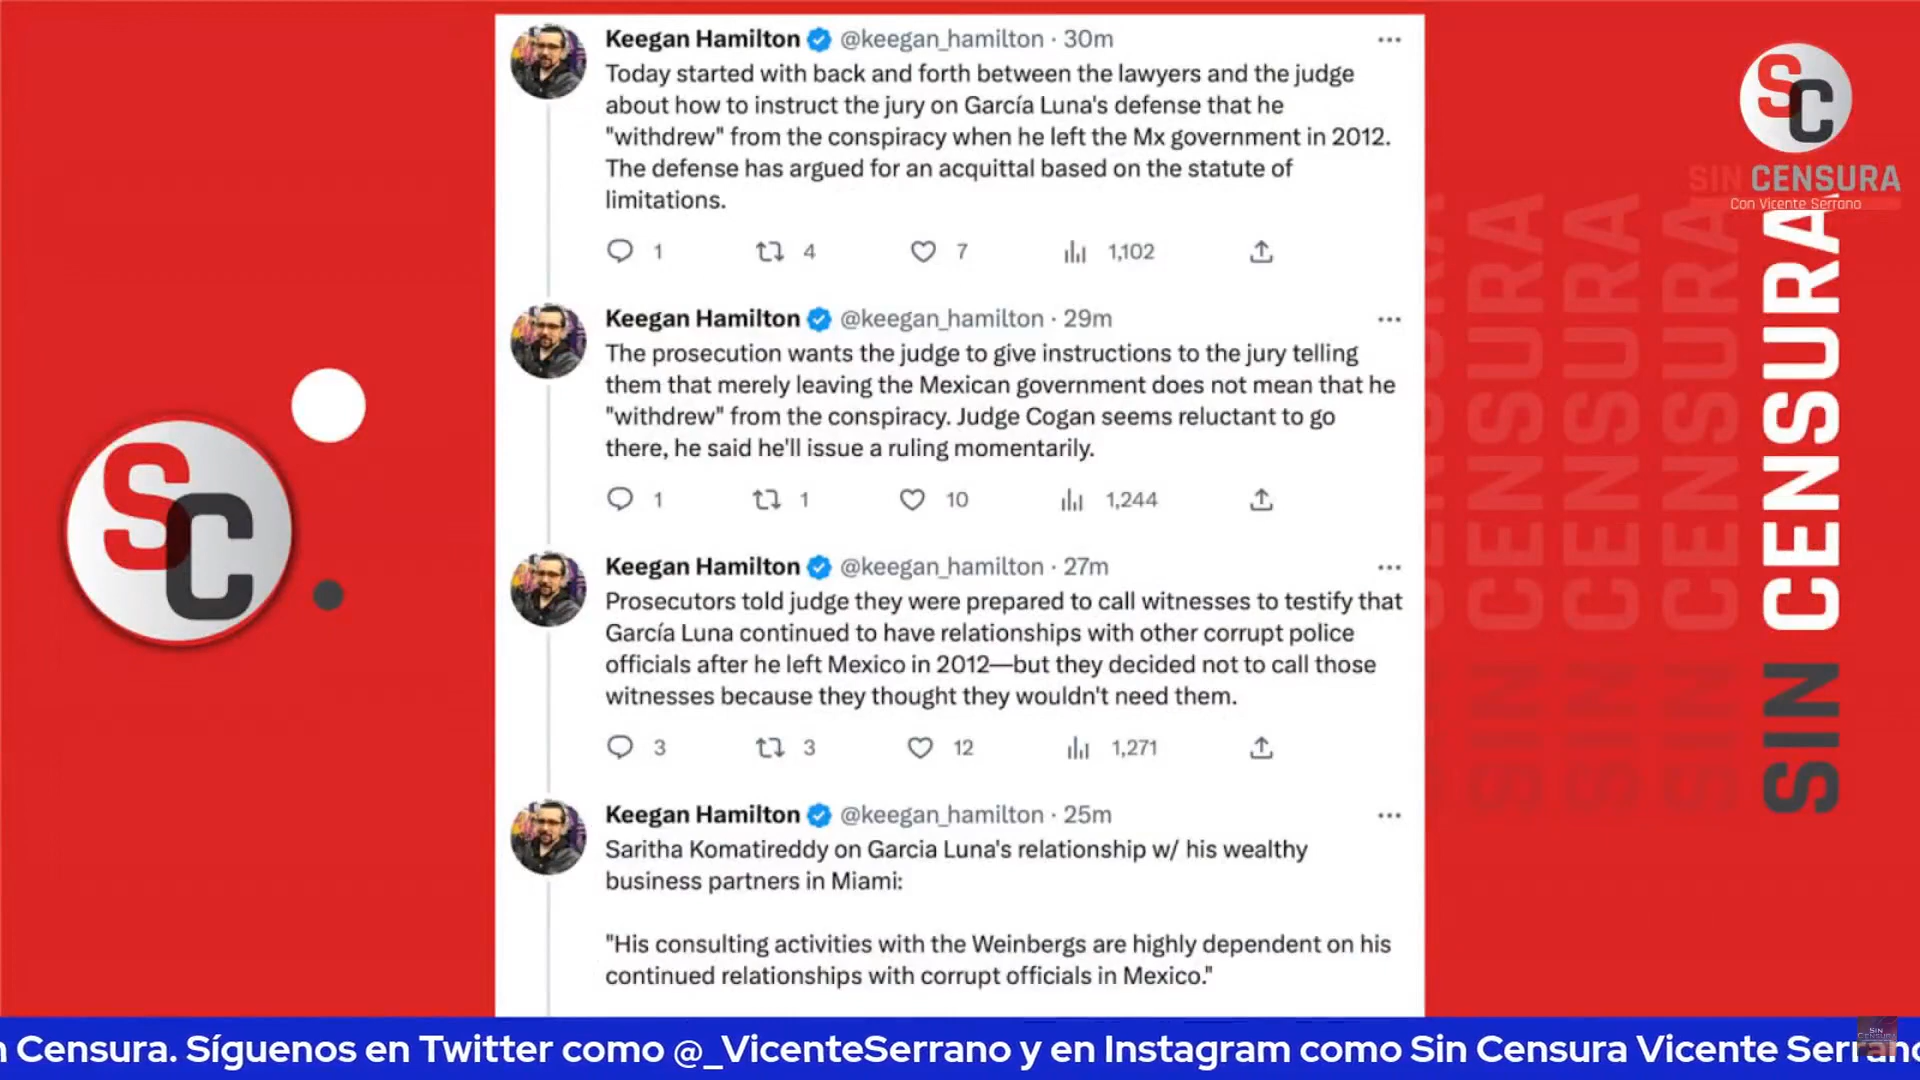 Keegan Hamilton @keegan_hamilton · 30m
Today started with back and forth between the lawyers and the judge
about how to instruct the jury on García Luna's defense that he
"withdrew" from the conspiracy when he left the Mx government in 2012.
The defense has argued for an acquittal based on the statute of
limitations.
1 4 7 1,102
Keegan Hamilton @keegan_hamilton · 29m
The prosecution wants the judge to give instructions to the jury telling
them that merely leaving the Mexican government does not mean that he
"withdrew" from the conspiracy. Judge Cogan seems reluctant to go
there, he said he'll issue a ruling momentarily.
1 1 10 1,244
Keegan Hamilton @keegan_hamilton · 27m
Prosecutors told judge they were prepared to call witnesses to testify that
García Luna continued to have relationships with other corrupt police
officials after he left Mexico in 2012—but they decided not to call those
witnesses because they thought they wouldn't need them.
3 3 12 1,271
Keegan Hamilton @keegan_hamilton · 25m
Saritha Komatireddy on Garcia Luna's relationship w/ his wealthy
business partners in Miami:
"His consulting activities with the Weinbergs are highly dependent on his
continued relationships with corrupt officials in Mexico."
SC
SC
SIN CENSURA
Con Vicente Serrano
SIN CENSURA
SIN CENSURA
SIN CENSURA
SIN CENSURA
n Censura. Síguenos en Twitter como @_VicenteSerrano y en Instagram como Sin Censura Vicente Serrano
SIN CENSURA